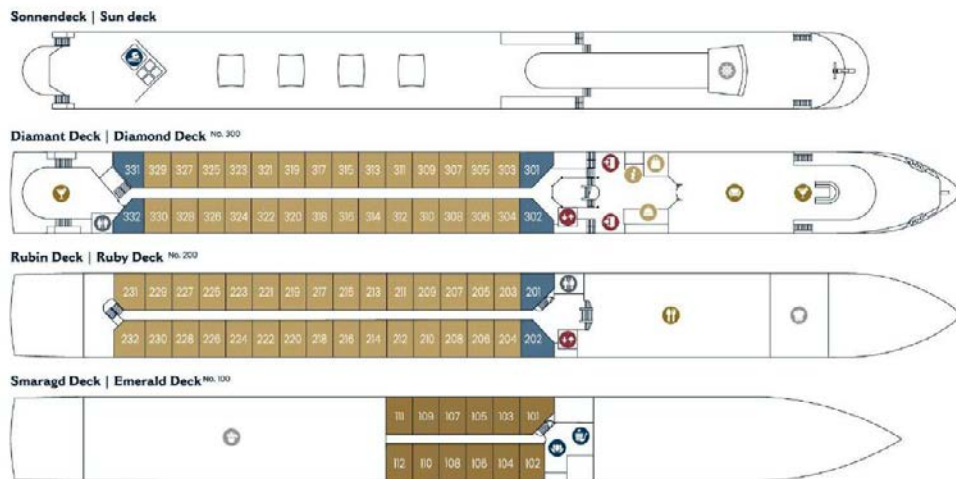 Sonnendeck | Sun deck
Diamant Deck | Diamond Deck No. 300
331 329 327 325 323 321 319 317 315 313 311 309 307 305 303 301
332 330 328 326 324 322 320 318 316 314 312 310 308 306 304 302
Rubin Deck | Ruby Deck No. 200
231 229 227 225 223 221 219 217 215 213 211 209 207 205 203 201
232 230 228 226 224 222 220 218 216 214 212 210 208 206 204 202
Smaragd Deck | Emerald Deck No. 100
111 109 107 105 103 101
112 110 108 106 104 102